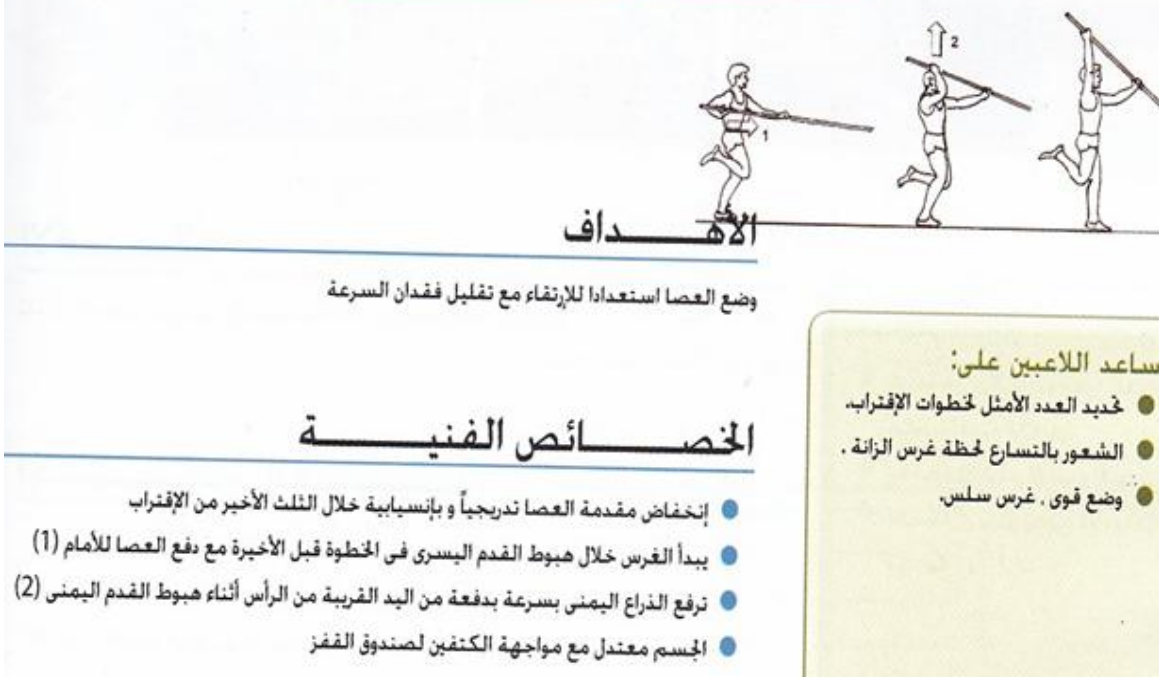 2
1
الأهــــداف
وضع العصا استعدادا للإرتقاء مع تقليل فقدان السرعة
الخصـــــائص الفنيـــــــة
إنخفاض مقدمة العصا تدريجياً و بإنسيابية خلال الثلث الأخير من الإقتراب
يبدأ الغرس خلال هبوط القدم اليسرى فى الخطوة قبل الأخيرة مع دفع العصا للأمام (1)
ترفع الذراع اليمنى بسرعة بدفعة من اليد القريبة من الرأس أثناء هبوط القدم اليمنى (2)
الجسم معتدل مع مواجهة الكتفين لصندوق القفز
ساعد اللاعبين على:
تحديد العدد الأمثل لخطوات الإقتراب.
الشعور بالتسارع لحظة غرس الزانة .
وضع قوى . غرس سلس.